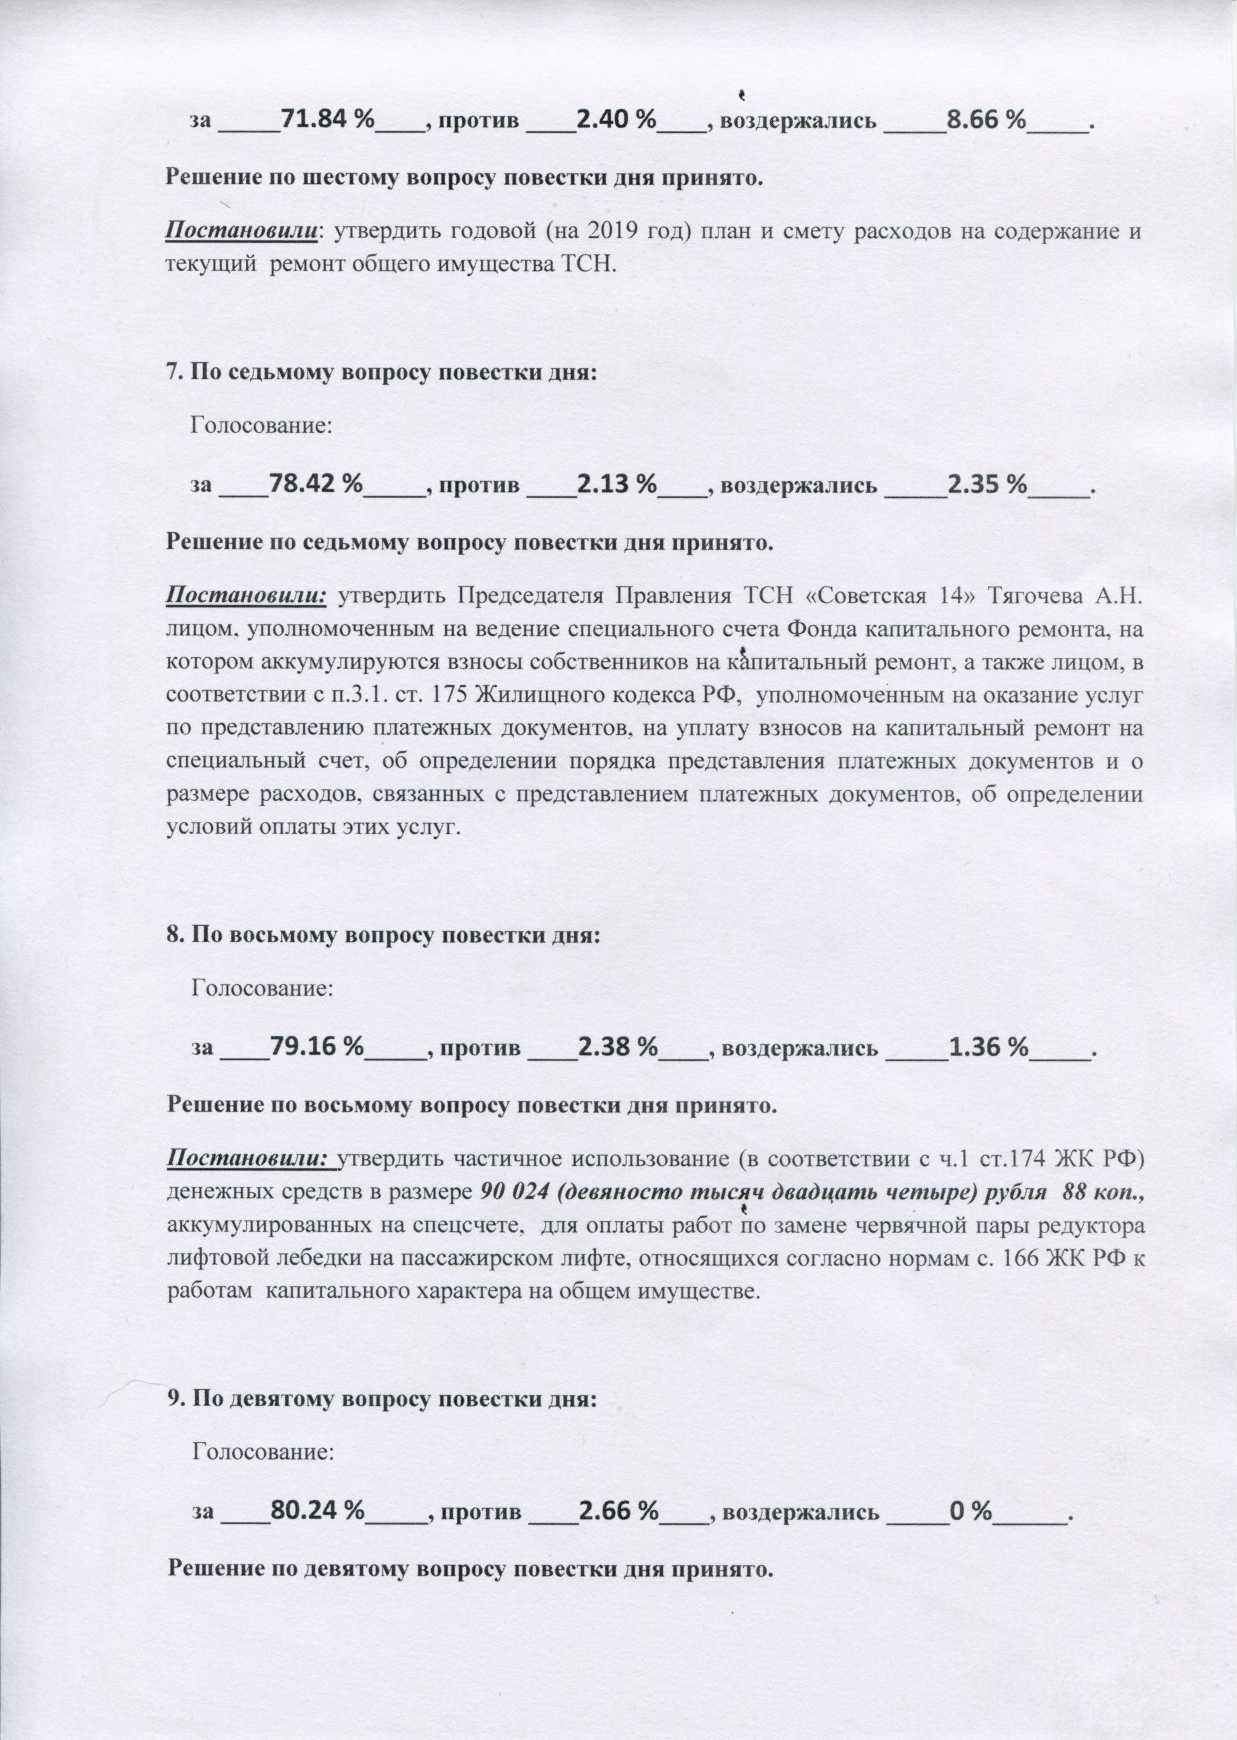 за _____71.84 %____, против ____2.40 %____, воздержались _____8.66 %_____.
Решение по шестому вопросу повестки дня принято.
Постановили: утвердить годовой (на 2019 год) план и смету расходов на содержание и
текущий ремонт общего имущества ТСН.
7. По седьмому вопросу повестки дня:
Голосование:
за ____78.42 %_____, против ____2.13 %____, воздержались _____2.35 %_____.
Решение по седьмому вопросу повестки дня принято.
Постановили: утвердить Председателя Правления ТСН «Советская 14» Тягочева А.Н.
лицом, уполномоченным на ведение специального счета Фонда капитального ремонта, на
котором аккумулируются взносы собственников на капитальный ремонт, а также лицом, в
соответствии с п.3.1. ст. 175 Жилищного кодекса РФ, уполномоченным на оказание услуг
по представлению платежных документов, на уплату взносов на капитальный ремонт на
специальный счет, об определении порядка представления платежных документов и о
размере расходов, связанных с представлением платежных документов, об определении
условий оплаты этих услуг.
8. По восьмому вопросу повестки дня:
Голосование:
за ____79.16 %_____, против ____2.38 %____, воздержались _____1.36 %_____.
Решение по восьмому вопросу повестки дня принято.
Постановили: утвердить частичное использование (в соответствии с ч.1 ст.174 ЖК РФ)
денежных средств в размере 90 024 (девяносто тысяч двадцать четыре) рубля 88 коп.,
аккумулированных на спецсчете, для оплаты работ по замене червячной пары редуктора
лифтовой лебедки на пассажирском лифте, относящихся согласно нормам с. 166 ЖК РФ к
работам капитального характера на общем имуществе.
9. По девятому вопросу повестки дня:
Голосование:
за ____80.24 %_____, против ____2.66 %____, воздержались _____0 %______.
Решение по девятому вопросу повестки дня принято.